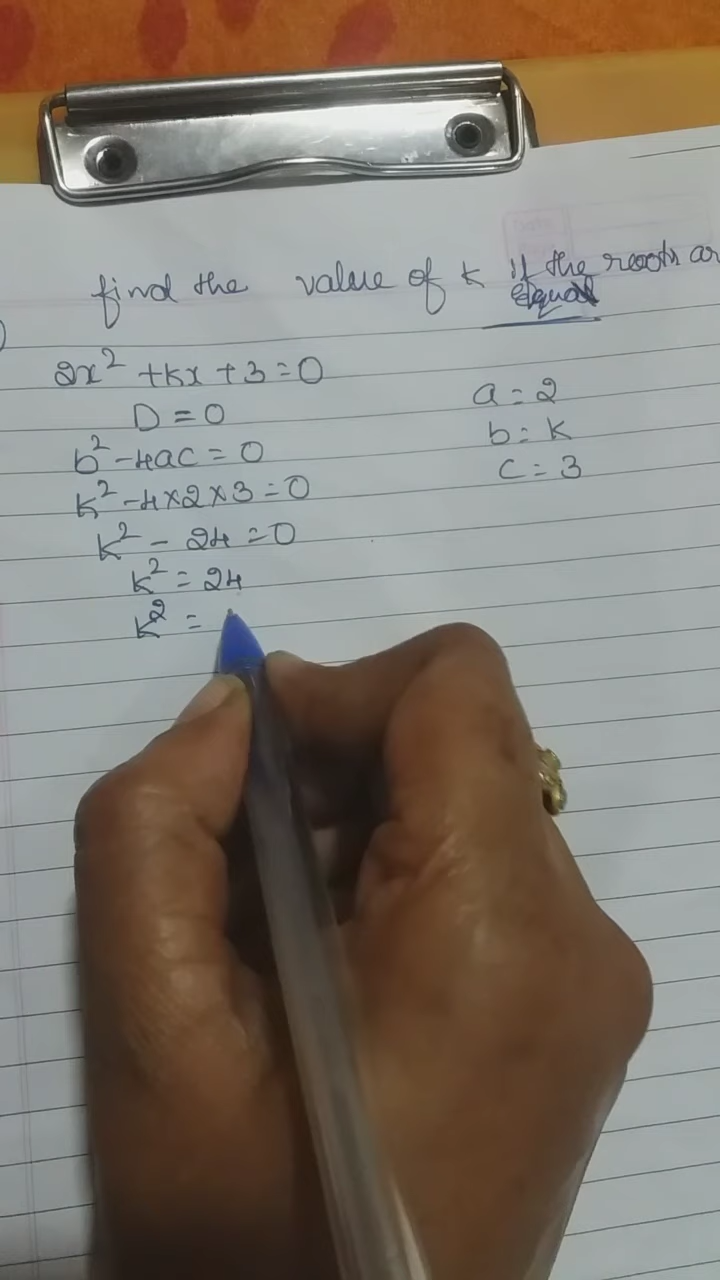 find the value of k if the roots ar
equal
2x² + kx + 3 = 0
D = 0
b² - 4ac = 0
k² - 4 × 2 × 3 = 0
k² - 24 = 0
k² = 24
k² =
a = 2
b = k
c = 3